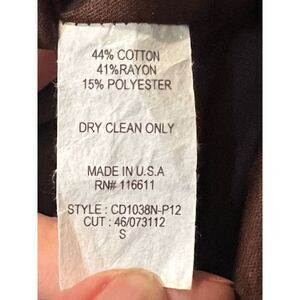 44% COTTON
41%RAYON
15% POLYESTER
DRY CLEAN ONLY
MADE IN U.S.A
RN# 116611
STYLE : CD1038N-P12
CUT : 46/073112
S